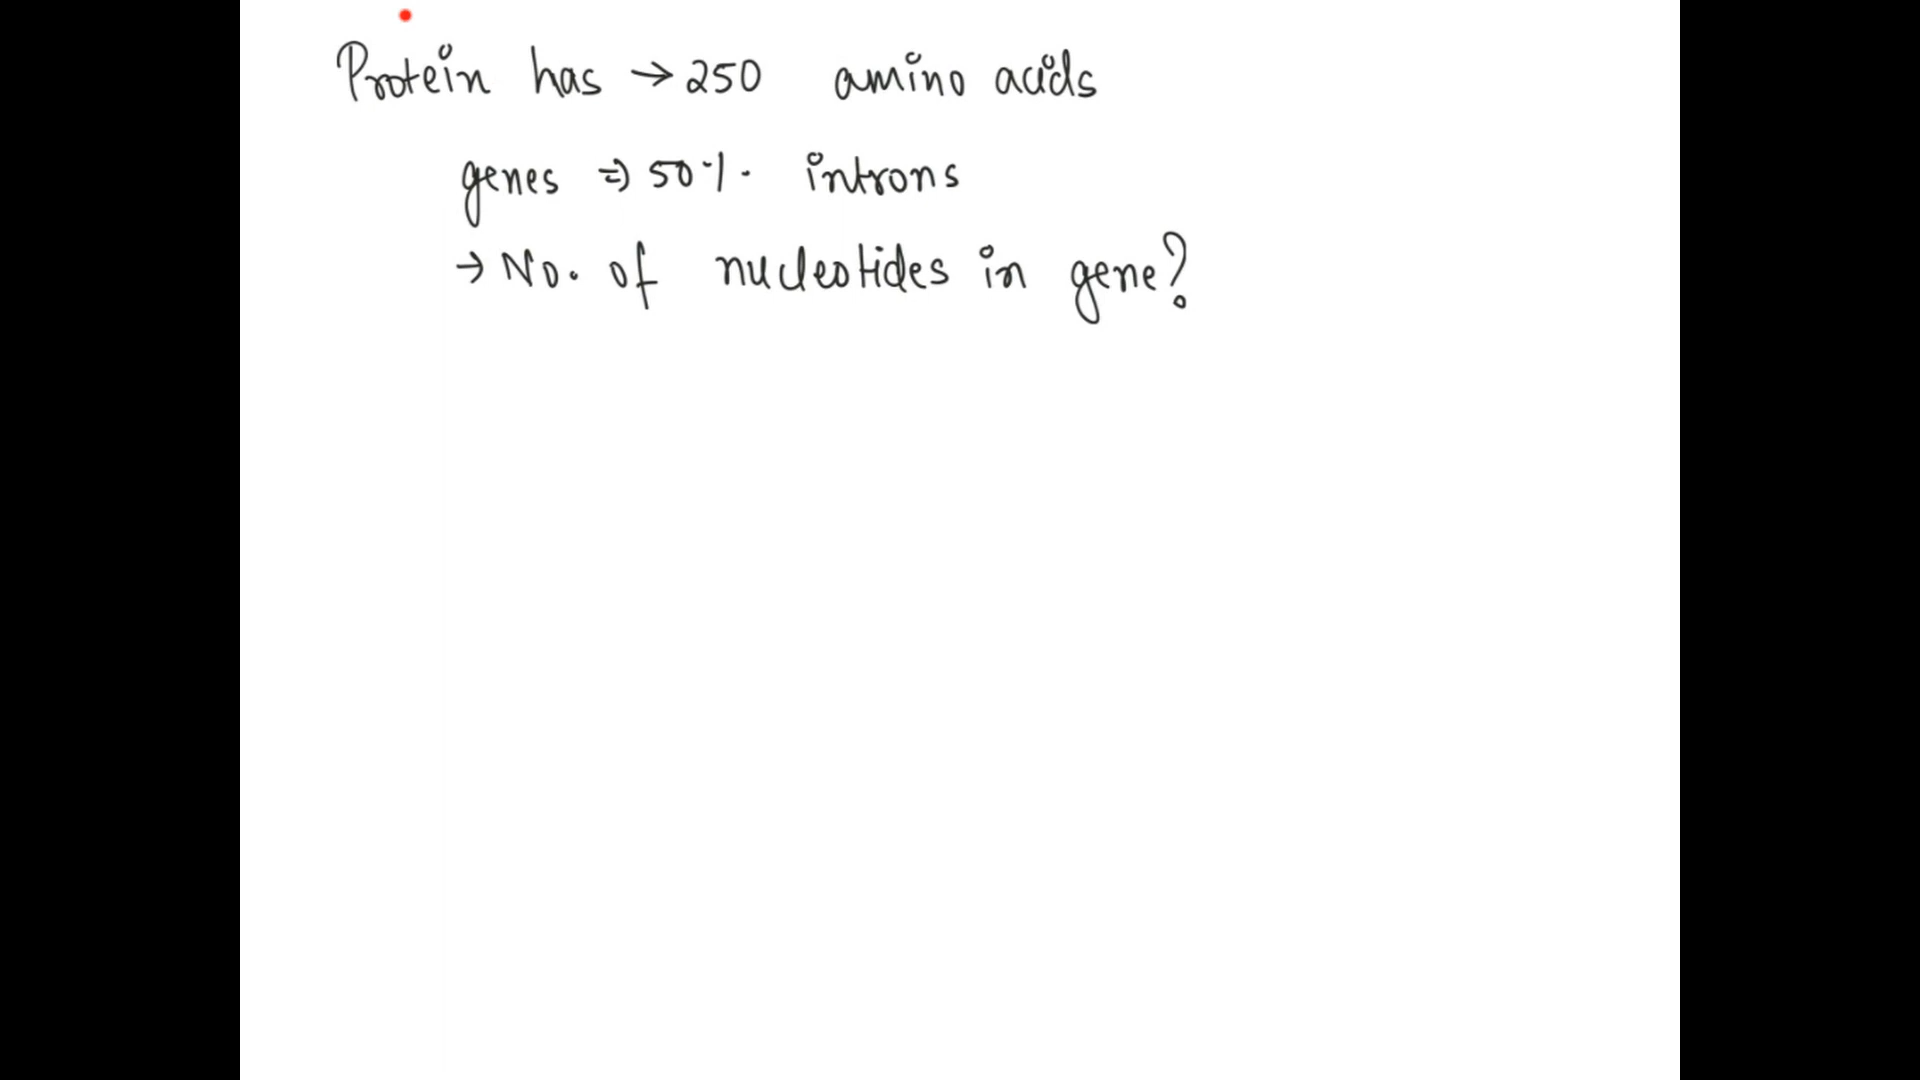 Protein has → 250 amino acids
genes ⇒ 50% introns
→ No. of nucleotides in gene?